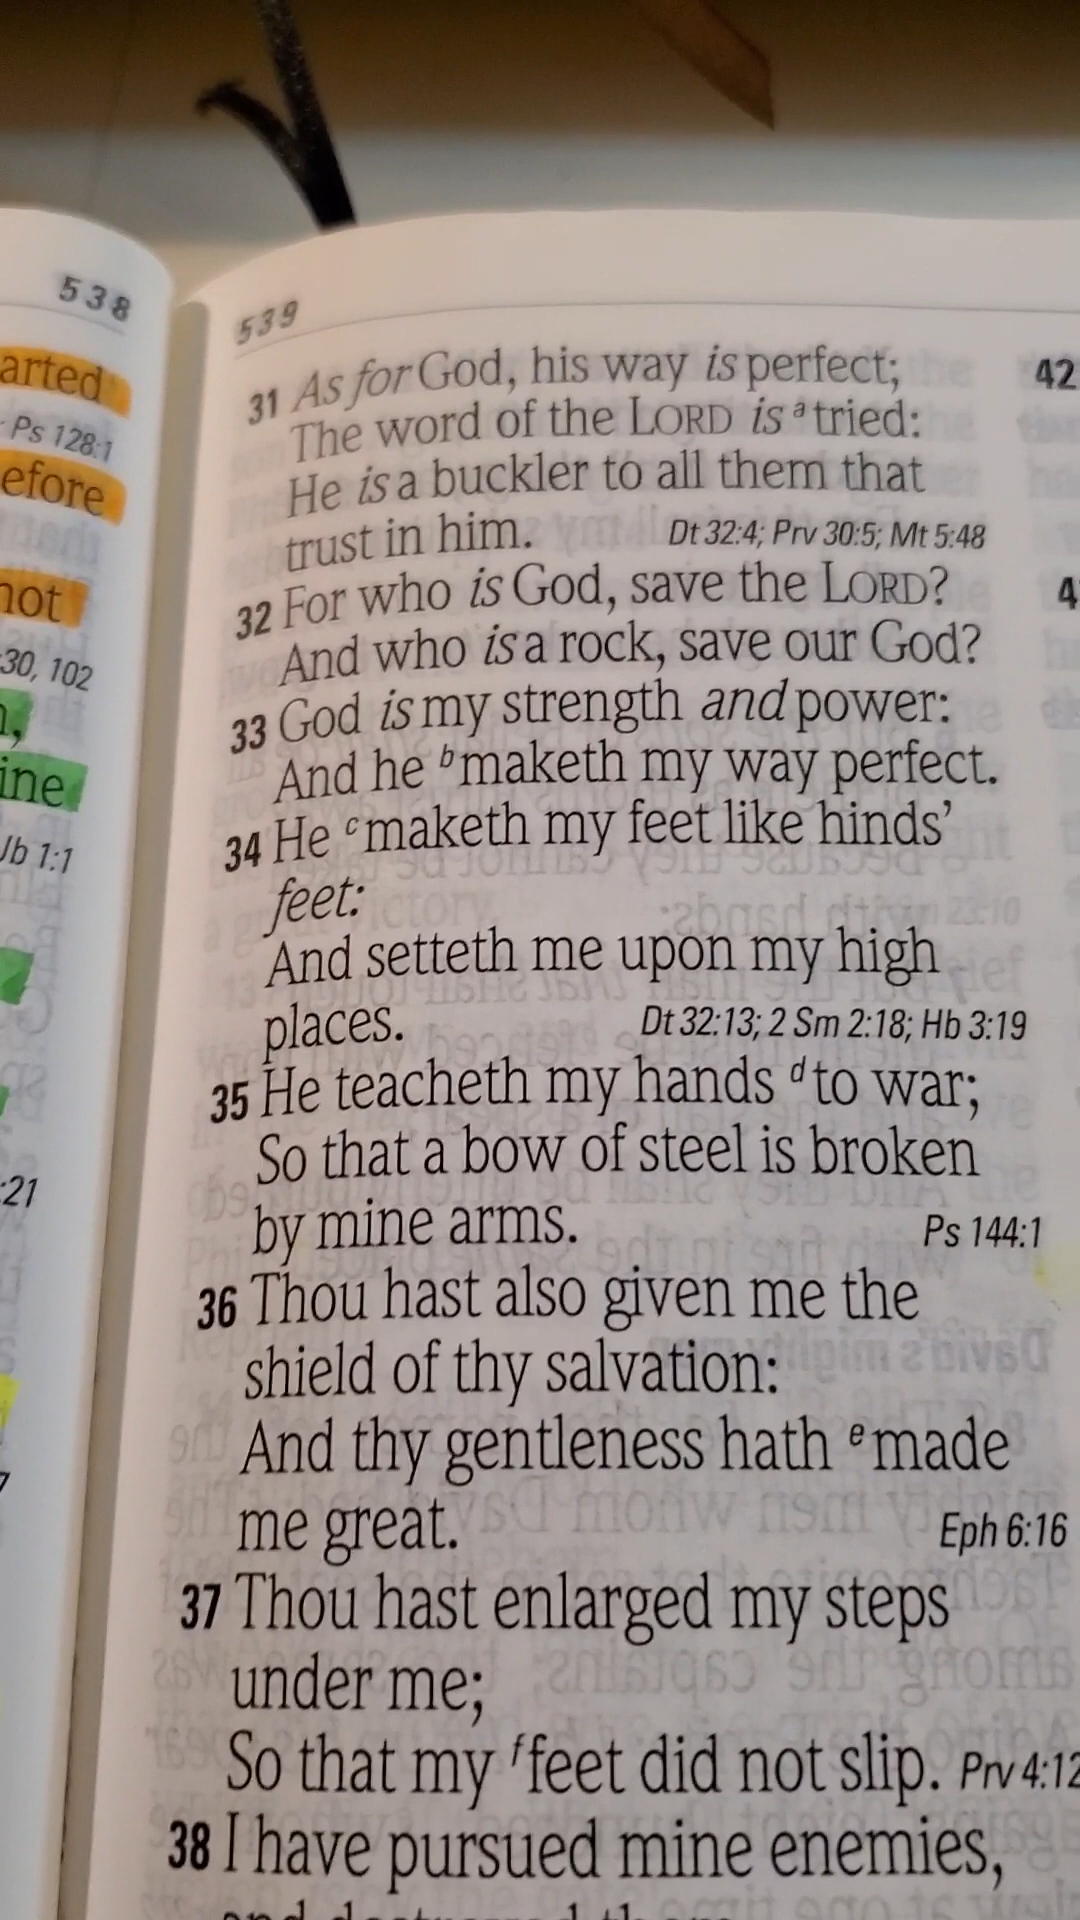 538
arted
Ps 128:1
efore
not
30, 102
ine
Jb 1:1
:21
539
31 As for God, his way is perfect;
The word of the LORD is ᵃtried:
He is a buckler to all them that
trust in him. Dt 32:4; Prv 30:5; Mt 5:48
32 For who is God, save the LORD?
And who is a rock, save our God?
33 God is my strength and power:
And he ᵇmaketh my way perfect.
34 He ᶜmaketh my feet like hinds’
feet:
And setteth me upon my high
places. Dt 32:13; 2 Sm 2:18; Hb 3:19
35 He teacheth my hands ᵈto war;
So that a bow of steel is broken
by mine arms. Ps 144:1
36 Thou hast also given me the
shield of thy salvation:
And thy gentleness hath ᵉmade
me great. Eph 6:16
37 Thou hast enlarged my steps
under me;
So that my ᶠfeet did not slip. Prv 4:12
38 I have pursued mine enemies,
42